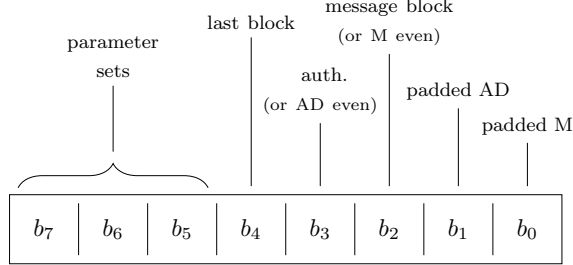 message block
(or M even)
last block
parameter
sets
auth.
(or AD even)
padded AD
padded M
b7 b6 b5 b4 b3 b2 b1 b0